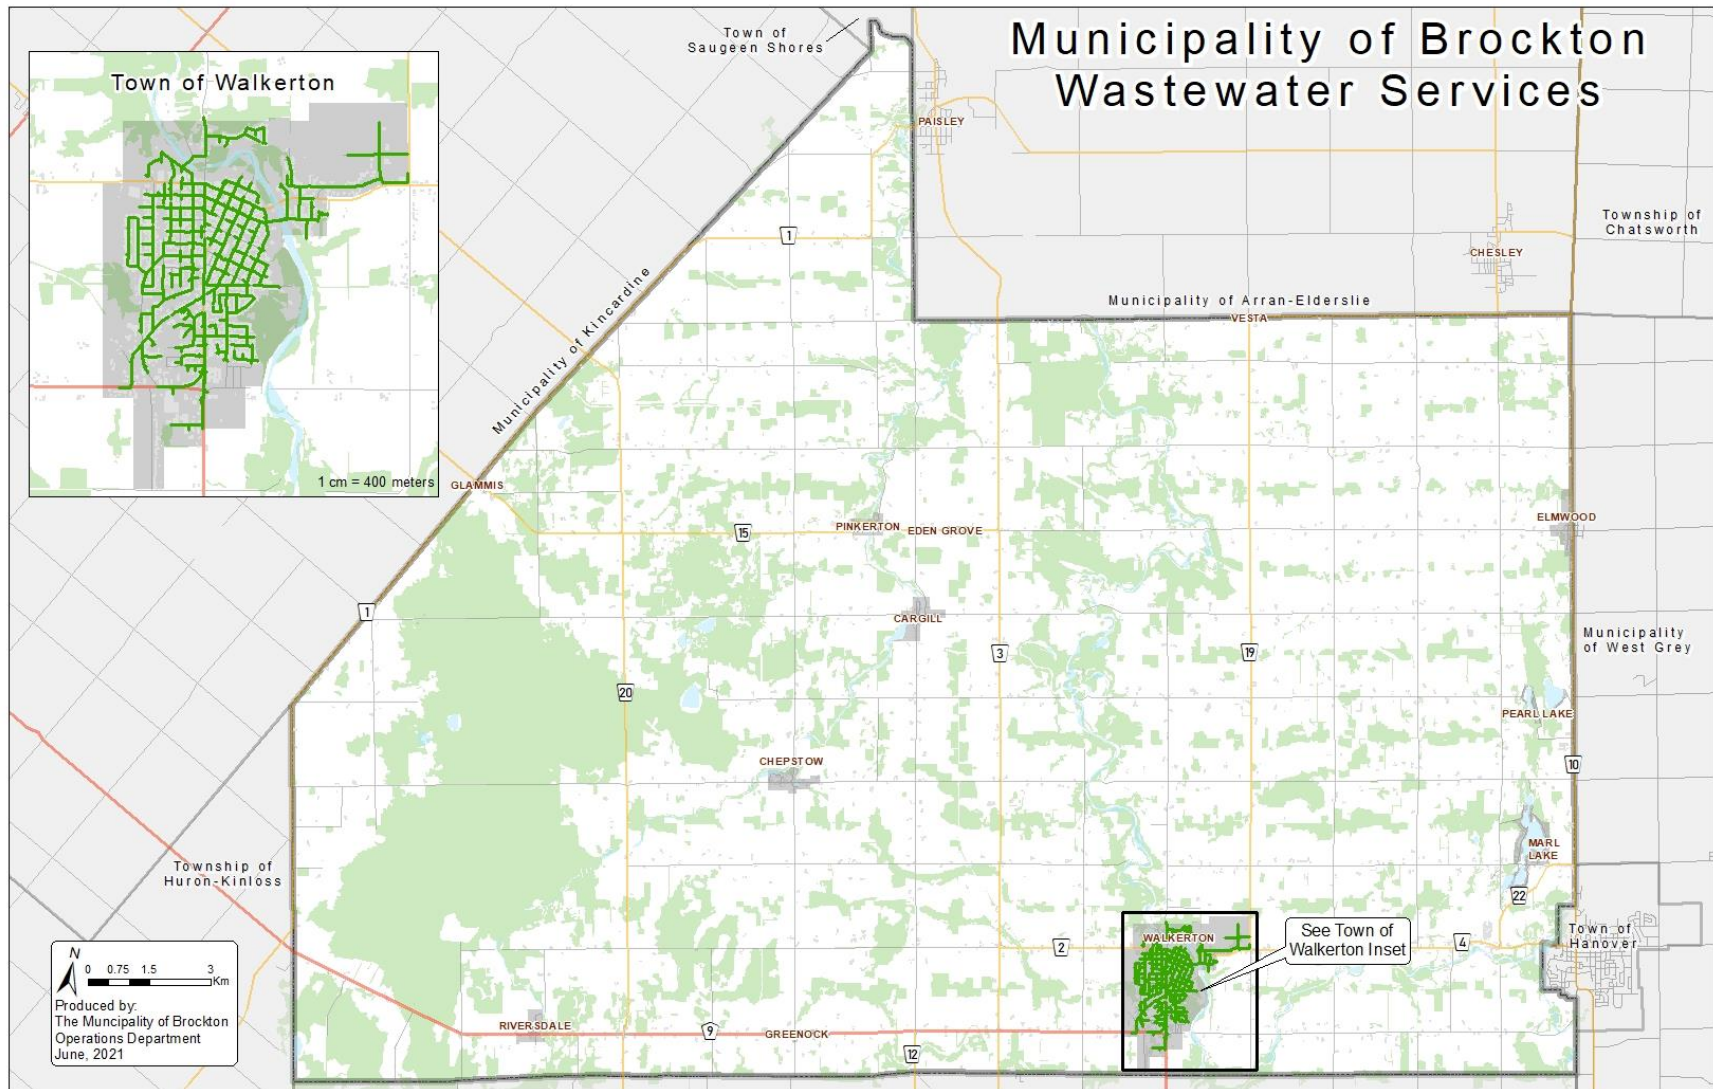 Municipality of Brockton
Wastewater Services
Town of Walkerton
1 cm = 400 meters
Town of
Saugeen Shores
PAISLEY
Township of
Chatsworth
CHESLEY
1
Municipality of Kincardine
Municipality of Arran-Elderslie
VESTA
GLAMMIS
PINKERTON
EDEN GROVE
15
ELMWOOD
1
CARGILL
3
19
Municipality
of West Grey
20
PEARL LAKE
CHEPSTOW
10
MARL
LAKE
Township of
Huron-Kinloss
22
WALKERTON
See Town of
Walkerton Inset
2
4
Town of
Hanover
RIVERSDALE
9
GREENOCK
12
N
0 0.75 1.5 3
Km
Produced by:
The Muncipality of Brockton
Operations Department
June, 2021